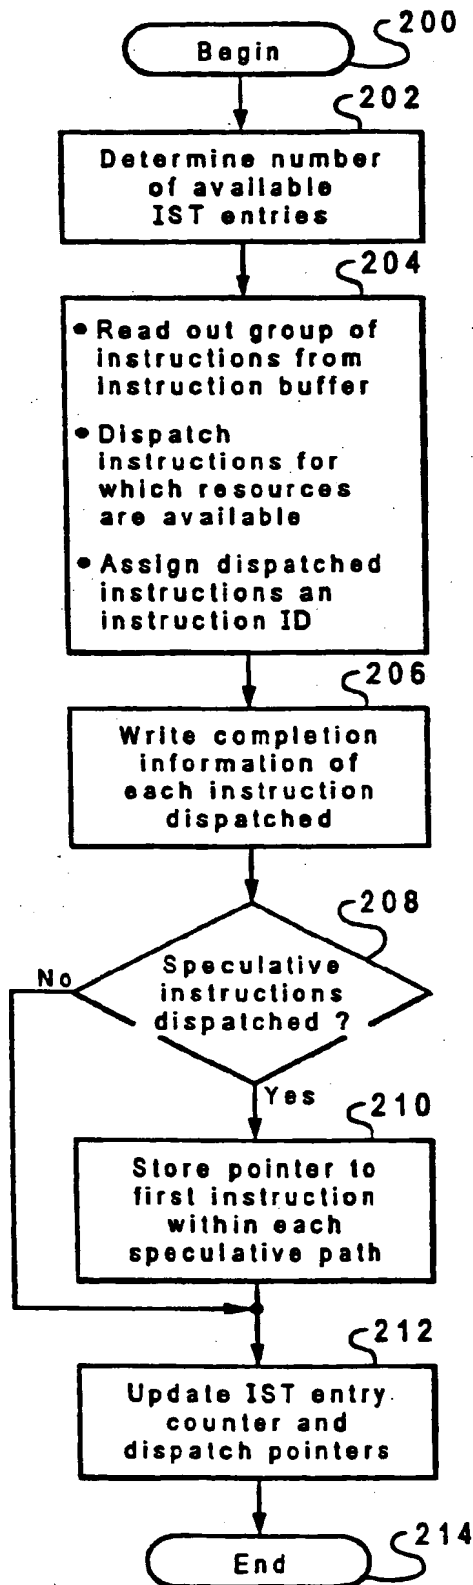 200
Begin
202
Determine number
of available
IST entries
204
• Read out group of
instructions from
instruction buffer
• Dispatch
instructions for
which resources
are available
• Assign dispatched
instructions an
instruction ID
206
Write completion
information of
each instruction
dispatched
208
Speculative
instructions
dispatched ?
No
Yes
210
Store pointer to
first instruction
within each
speculative path
212
Update IST entry
counter and
dispatch pointers
214
End